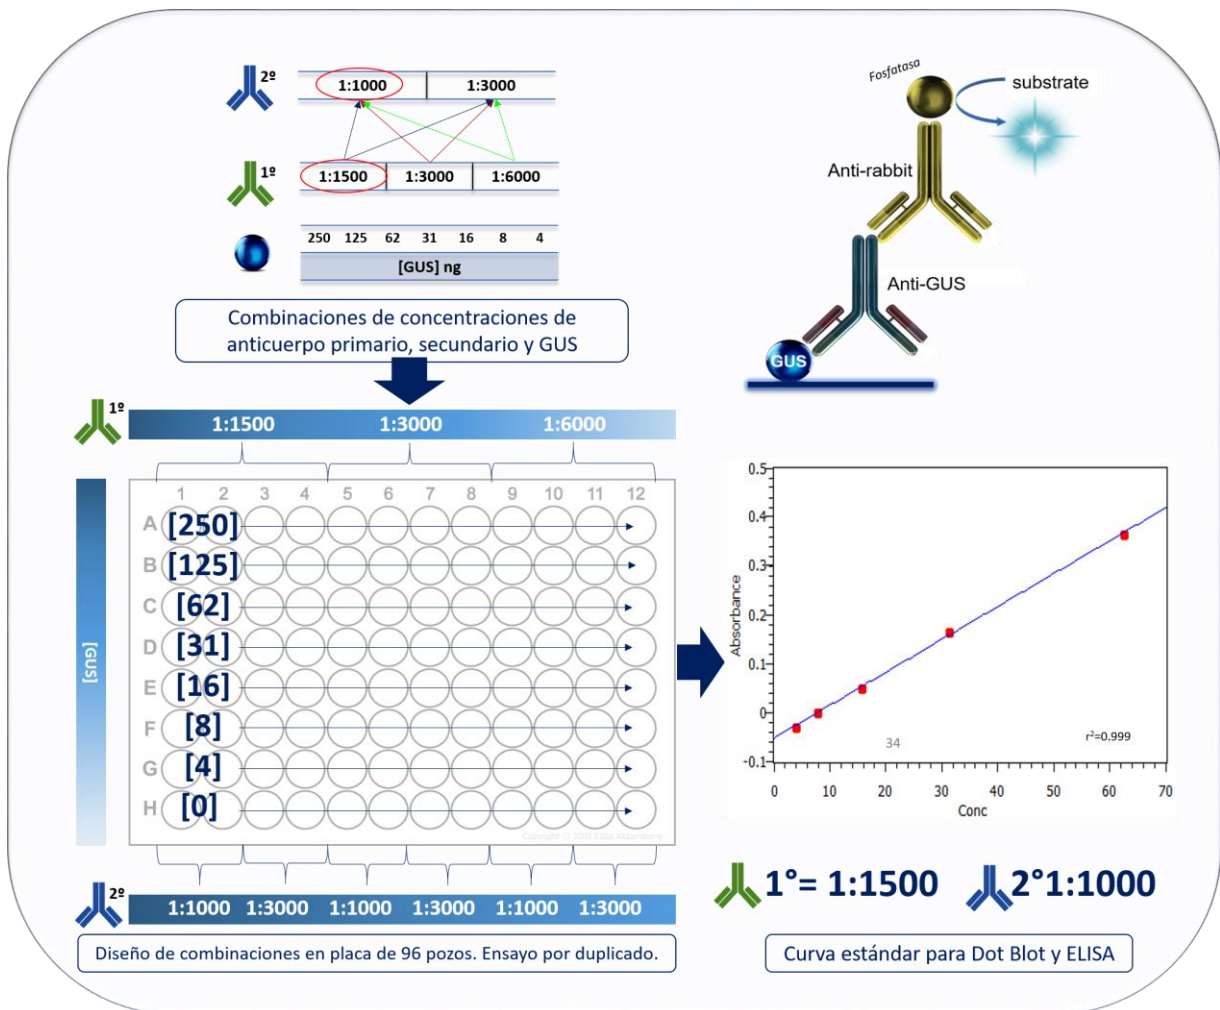 2º
1:1000 1:3000
1º
1:1500 1:3000 1:6000
250 125 62 31 16 8 4
[GUS] ng
Combinaciones de concentraciones de
anticuerpo primario, secundario y GUS
Fosfatasa
substrate
Anti-rabbit
Anti-GUS
GUS
1º
1:1500 1:3000 1:6000
[GUS]
1 2 3 4 5 6 7 8 9 10 11 12
A [250]
B [125]
C [62]
D [31]
E [16]
F [8]
G [4]
H [0]
2º
1:1000 1:3000 1:1000 1:3000 1:1000 1:3000
Diseño de combinaciones en placa de 96 pozos. Ensayo por duplicado.
Absorbance
0.5
0.4
0.3
0.2
0.1
0
-0.1
34
r²=0.999
0 10 20 30 40 50 60 70
Conc
1°= 1:1500 2°1:1000
Curva estándar para Dot Blot y ELISA